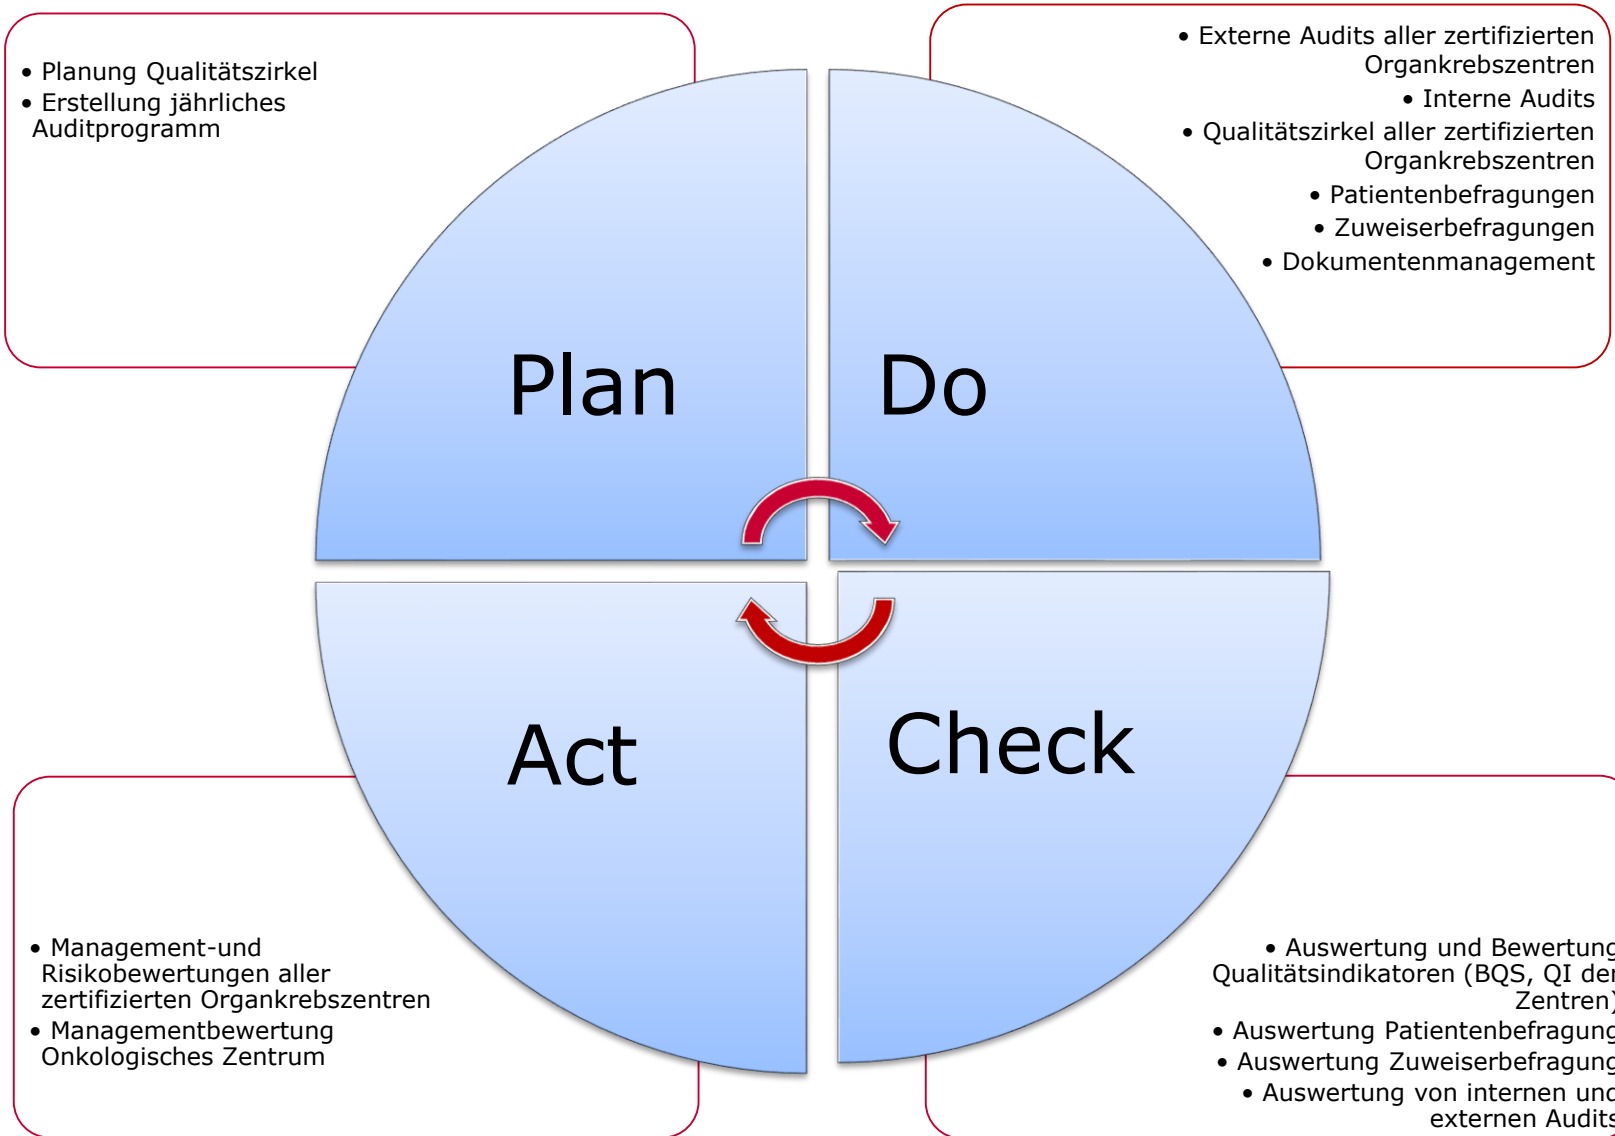 • Planung Qualitätszirkel
• Erstellung jährliches
Auditprogramm
• Externe Audits aller zertifizierten
Organkrebszentren
• Interne Audits
• Qualitätszirkel aller zertifizierten
Organkrebszentren
• Patientenbefragungen
• Zuweiserbefragungen
• Dokumentenmanagement
Plan
Do
Act
Check
• Management-und
Risikobewertungen aller
zertifizierten Organkrebszentren
• Managementbewertung
Onkologisches Zentrum
• Auswertung und Bewertung
Qualitätsindikatoren (BQS, QI der
Zentren)
• Auswertung Patientenbefragung
• Auswertung Zuweiserbefragung
• Auswertung von internen und
externen Audits